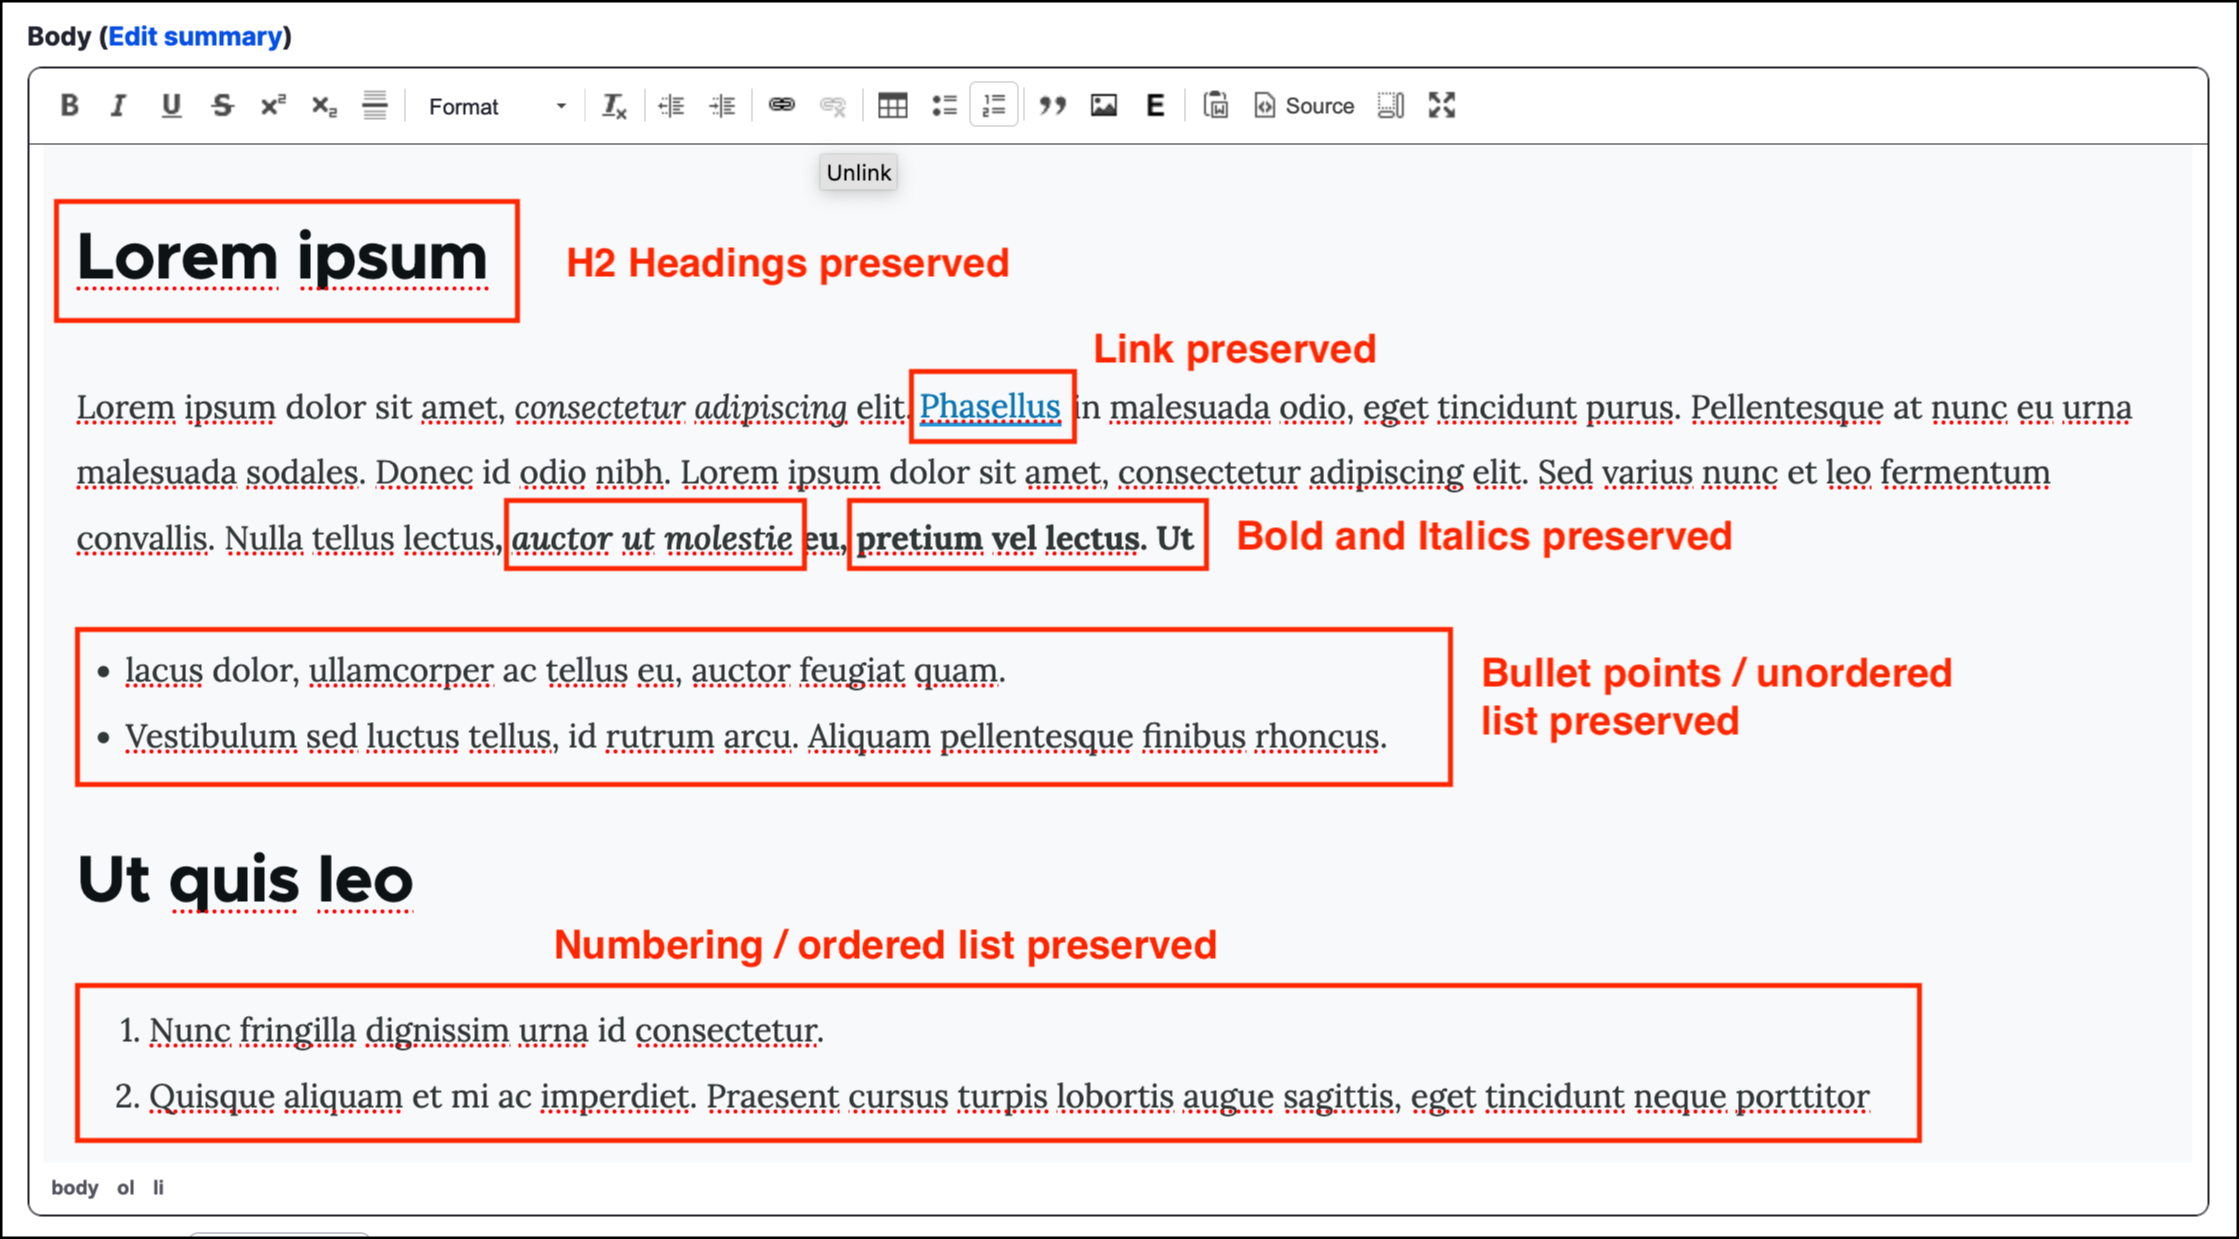 Body (Edit summary)
B I U S x² x₂ Format Tx E Source
Unlink
Lorem ipsum
H2 Headings preserved
Link preserved
Lorem ipsum dolor sit amet, consectetur adipiscing elit. Phasellus in malesuada odio, eget tincidunt purus. Pellentesque at nunc eu urna
malesuada sodales. Donec id odio nibh. Lorem ipsum dolor sit amet, consectetur adipiscing elit. Sed varius nunc et leo fermentum
convallis. Nulla tellus lectus, auctor ut molestie eu, pretium vel lectus. Ut
Bold and Italics preserved
• lacus dolor, ullamcorper ac tellus eu, auctor feugiat quam.
• Vestibulum sed luctus tellus, id rutrum arcu. Aliquam pellentesque finibus rhoncus.
Bullet points / unordered
list preserved
Ut quis leo
Numbering / ordered list preserved
1. Nunc fringilla dignissim urna id consectetur.
2. Quisque aliquam et mi ac imperdiet. Praesent cursus turpis lobortis augue sagittis, eget tincidunt neque porttitor
body ol li